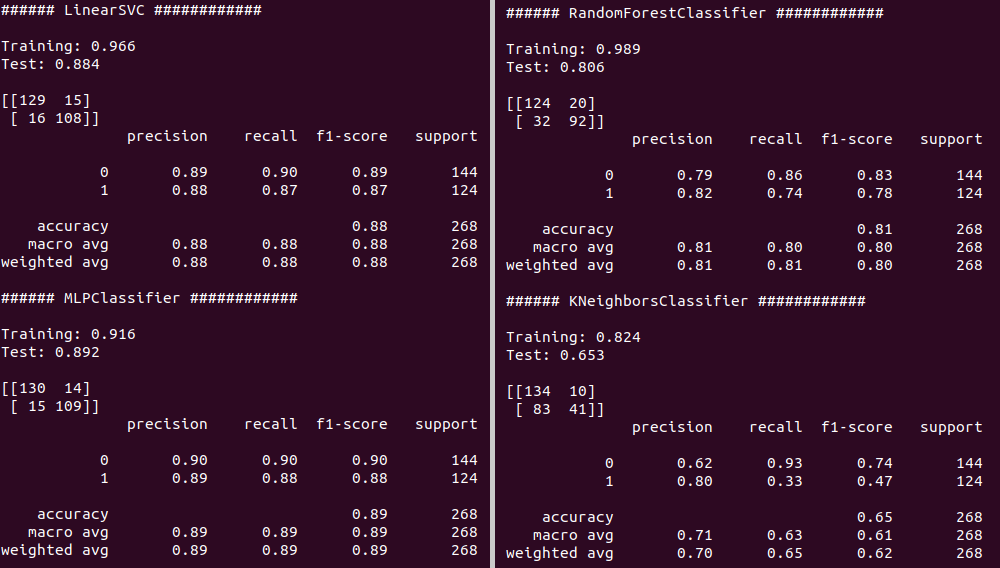 ###### LinearSVC ############
Training: 0.966
Test: 0.884
[[129  15]
 [ 16 108]]
              precision    recall  f1-score   support
           0       0.89      0.90      0.89       144
           1       0.88      0.87      0.87       124
    accuracy                           0.88       268
   macro avg       0.88      0.88      0.88       268
weighted avg       0.88      0.88      0.88       268
###### MLPClassifier ############
Training: 0.916
Test: 0.892
[[130  14]
 [ 15 109]]
              precision    recall  f1-score   support
           0       0.90      0.90      0.90       144
           1       0.89      0.88      0.88       124
    accuracy                           0.89       268
   macro avg       0.89      0.89      0.89       268
weighted avg       0.89      0.89      0.89       268
###### RandomForestClassifier ############
Training: 0.989
Test: 0.806
[[124  20]
 [ 32  92]]
              precision    recall  f1-score   support
           0       0.79      0.86      0.83       144
           1       0.82      0.74      0.78       124
    accuracy                           0.81       268
   macro avg       0.81      0.80      0.80       268
weighted avg       0.81      0.81      0.80       268
###### KNeighborsClassifier ############
Training: 0.824
Test: 0.653
[[134  10]
 [ 83  41]]
              precision    recall  f1-score   support
           0       0.62      0.93      0.74       144
           1       0.80      0.33      0.47       124
    accuracy                           0.65       268
   macro avg       0.71      0.63      0.61       268
weighted avg       0.70      0.65      0.62       268